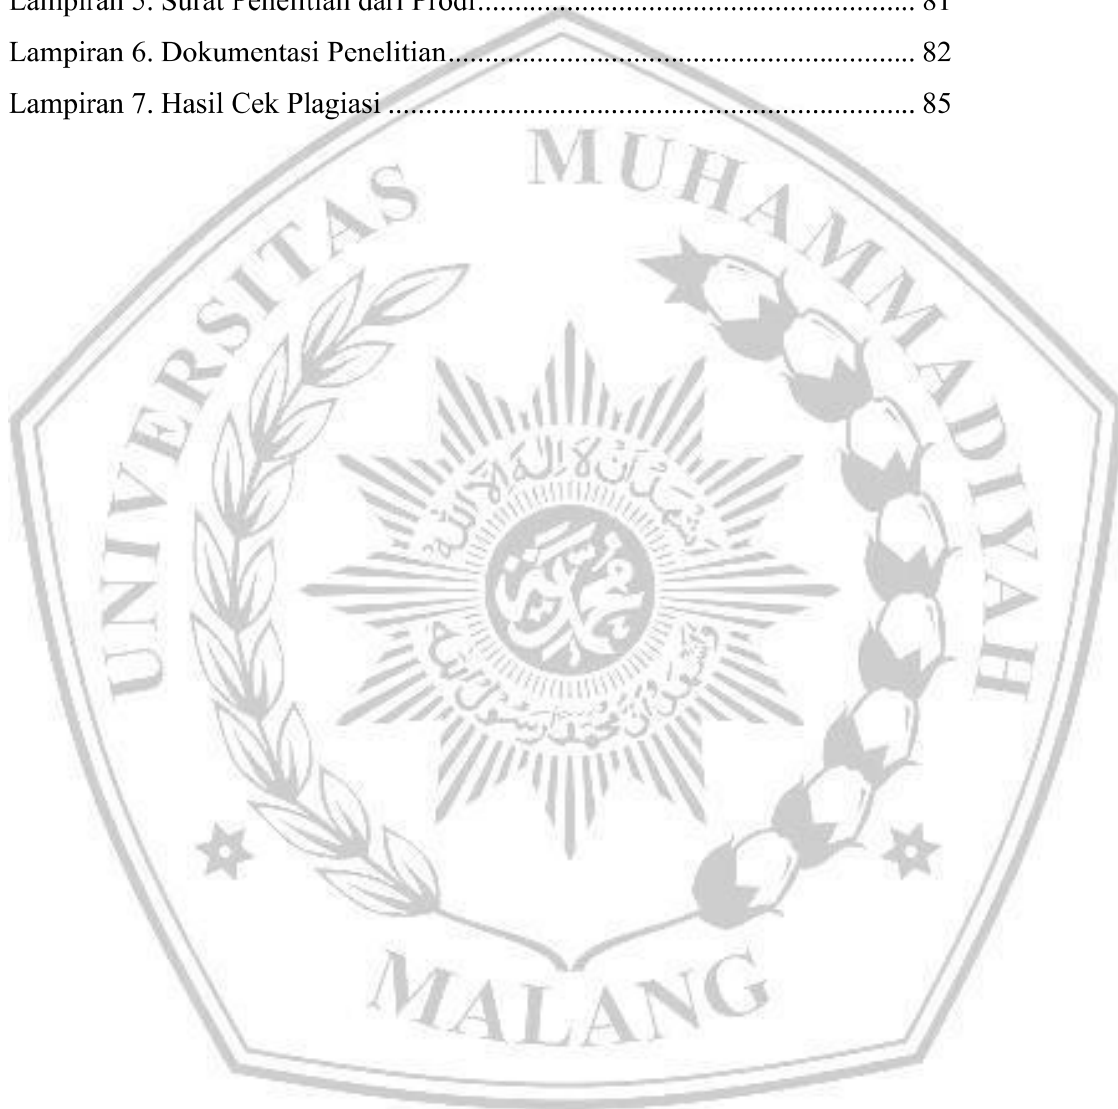 Lampiran 5. Surat Penelitian dari Prodi.......................................................... 81
Lampiran 6. Dokumentasi Penelitian.............................................................. 82
Lampiran 7. Hasil Cek Plagiasi ...................................................................... 85
UNIVERSITAS MUHAMMADIYAH
MALANG